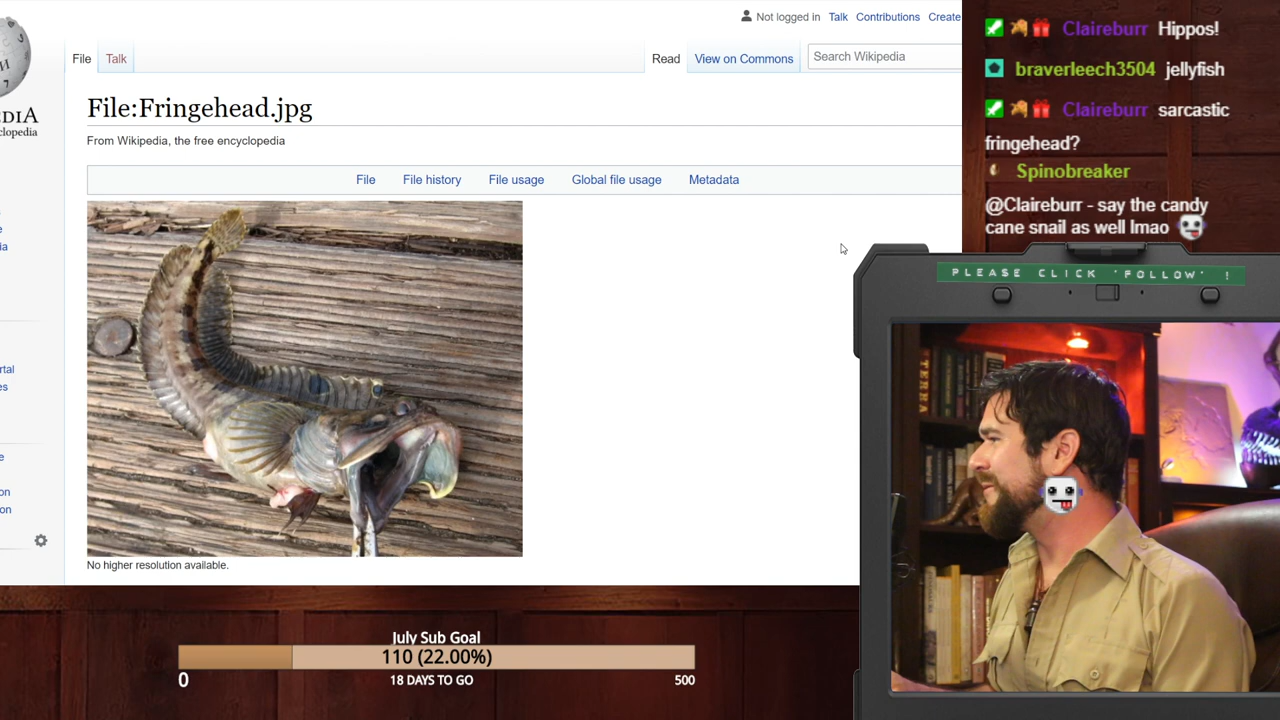 Not logged in Talk Contributions Create
File Talk Read View on Commons Search Wikipedia
EDIA
clopedia
File:Fringehead.jpg
From Wikipedia, the free encyclopedia
File File history File usage Global file usage Metadata
No higher resolution available.
Claireburr Hippos!
braverleech3504 jellyfish
Claireburr sarcastic
fringehead?
Spinobreaker
@Claireburr - say the candy
cane snail as well lmao
PLEASE CLICK 'FOLLOW' !
TERRA
July Sub Goal
110 (22.00%)
0 18 DAYS TO GO 500